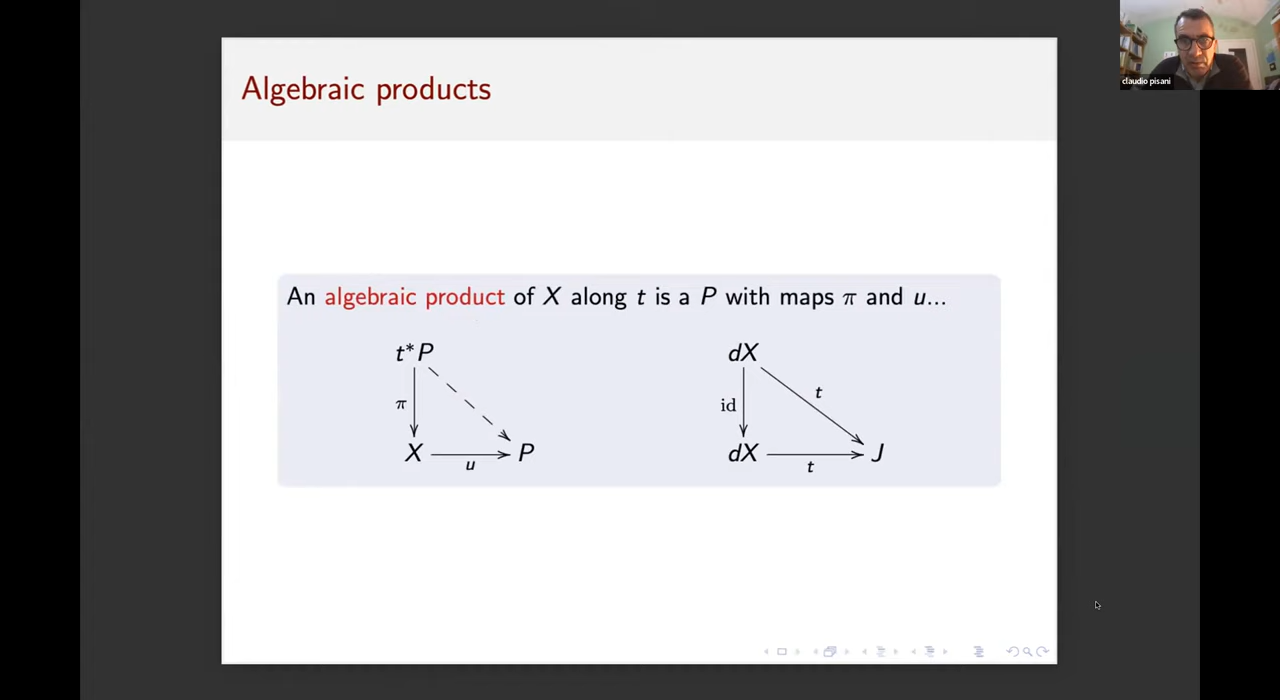 Algebraic products
claudio pisani
An algebraic product of X along t is a P with maps π and u...
t*P
dX
π
id
t
X
u
P
dX
t
J